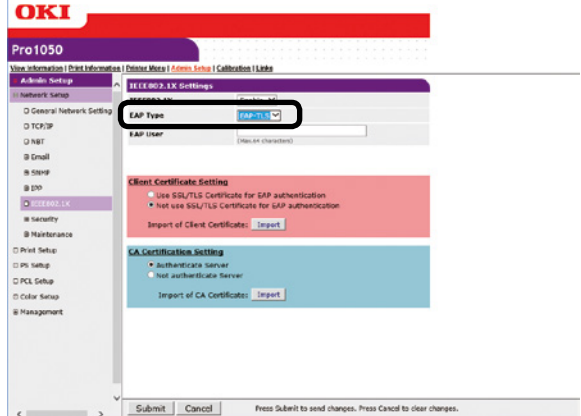 OKI
Pro1050
View Information | Print Information | Printer Menu | Admin Setup | Calibration | Links
Admin Setup
Network Setup
General Network Setting
TCP/IP
NBT
Email
SNMP
IPP
IEEE802.1X
Security
Maintenance
Print Setup
PS Setup
PCL Setup
Color Setup
Management
IEEE802.1X Settings
IEEE802.1X Enable
EAP Type EAP-TLS
EAP User
(Max.64 characters)
Client Certificate Setting
Use SSL/TLS Certificate for EAP authentication
Not use SSL/TLS Certificate for EAP authentication
Import of Client Certificate: Import
CA Certification Setting
Authenticate Server
Not authenticate Server
Import of CA Certificate: Import
Submit Cancel Press Submit to send changes. Press Cancel to clear changes.